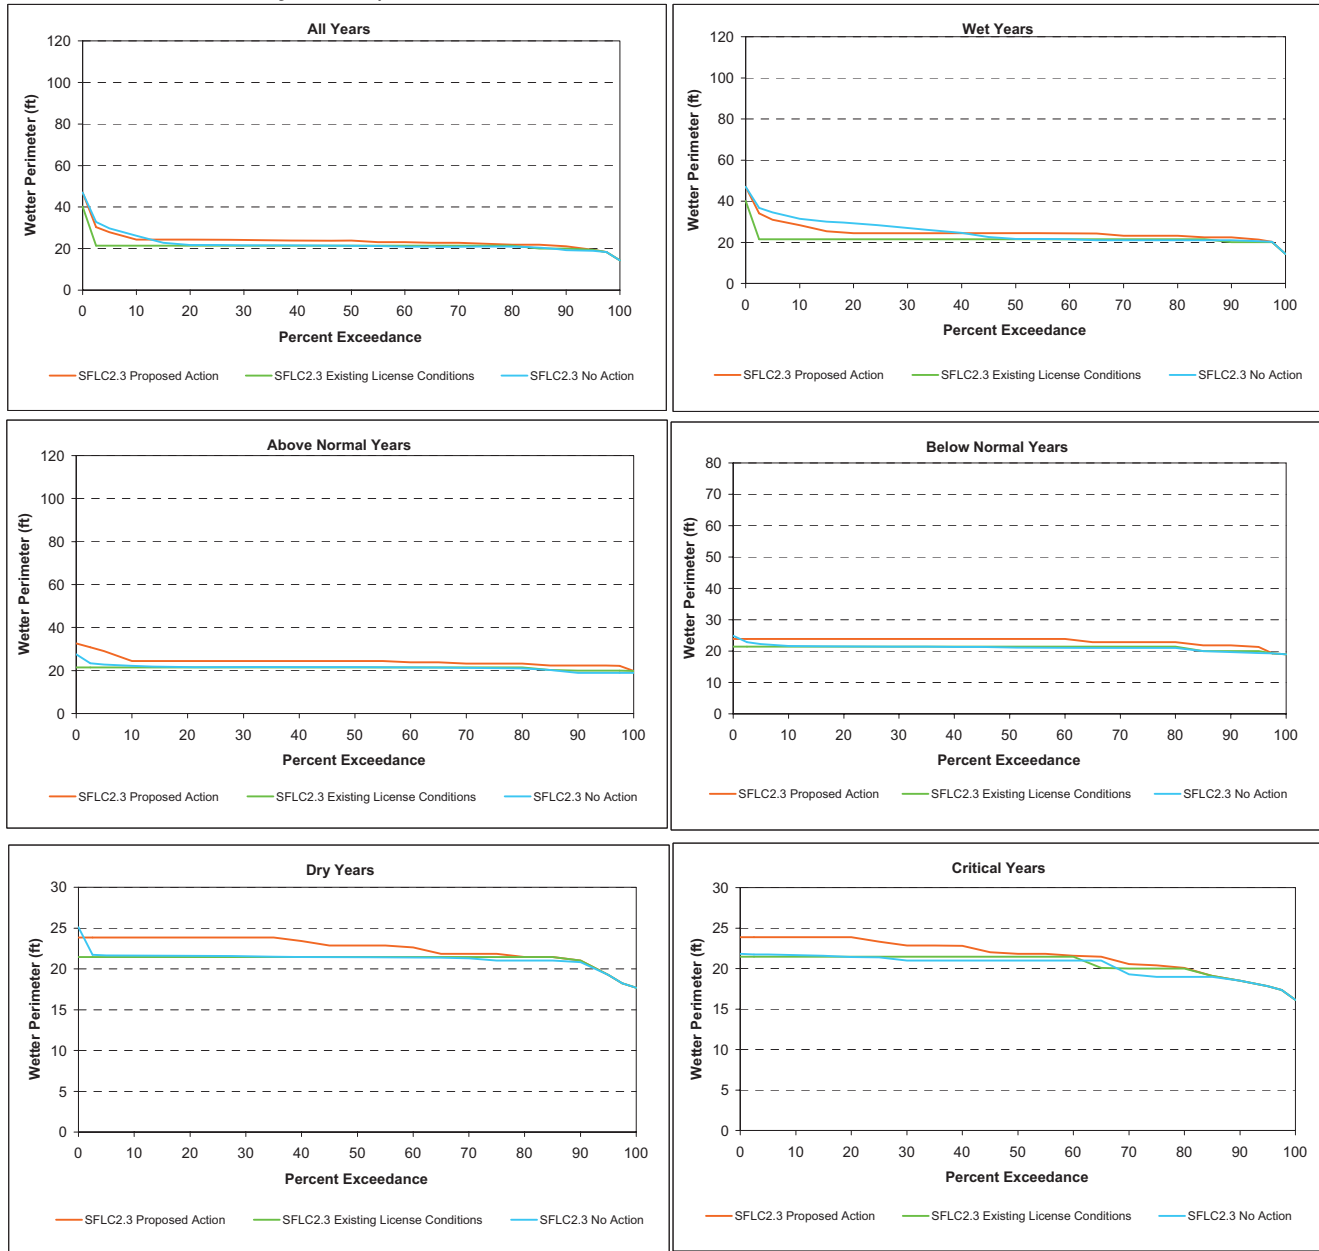 All Years
120
100
80
60
40
20
0
Wetter Perimeter (ft)
0 10 20 30 40 50 60 70 80 90 100
Percent Exceedance
SFLC2.3 Proposed Action SFLC2.3 Existing License Conditions SFLC2.3 No Action
Wet Years
120
100
80
60
40
20
0
Wetter Perimeter (ft)
0 10 20 30 40 50 60 70 80 90 100
Percent Exceedance
SFLC2.3 Proposed Action SFLC2.3 Existing License Conditions SFLC2.3 No Action
Above Normal Years
120
100
80
60
40
20
0
Wetter Perimeter (ft)
0 10 20 30 40 50 60 70 80 90 100
Percent Exceedance
SFLC2.3 Proposed Action SFLC2.3 Existing License Conditions SFLC2.3 No Action
Below Normal Years
80
70
60
50
40
30
20
10
0
Wetter Perimeter (ft)
0 10 20 30 40 50 60 70 80 90 100
Percent Exceedance
SFLC2.3 Proposed Action SFLC2.3 Existing License Conditions SFLC2.3 No Action
Dry Years
30
25
20
15
10
5
0
Wetter Perimeter (ft)
0 10 20 30 40 50 60 70 80 90 100
Percent Exceedance
SFLC2.3 Proposed Action SFLC2.3 Existing License Conditions SFLC2.3 No Action
Critical Years
30
25
20
15
10
5
0
Wetter Perimeter (ft)
0 10 20 30 40 50 60 70 80 90 100
Percent Exceedance
SFLC2.3 Proposed Action SFLC2.3 Existing License Conditions SFLC2.3 No Action